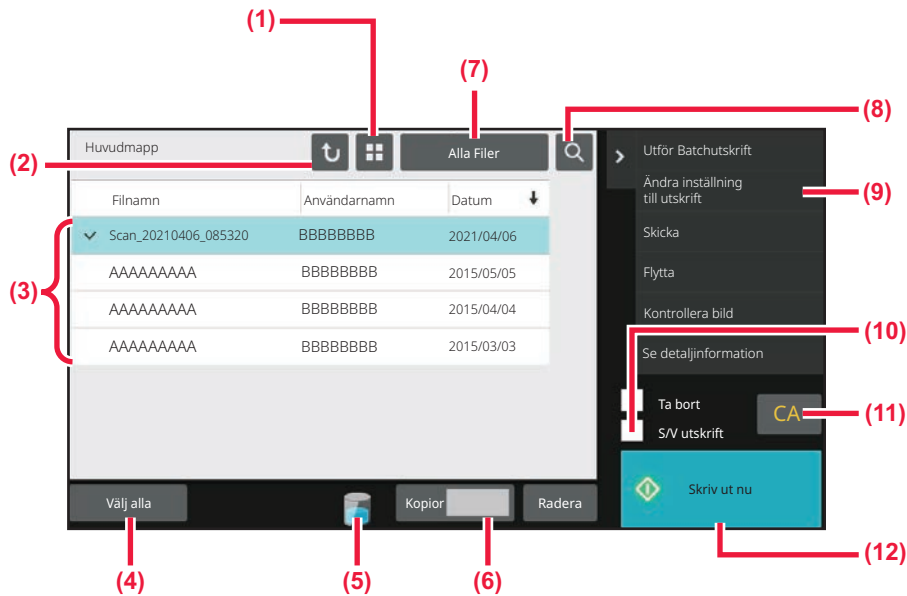 (1)
(7)
(8)
(2)
Huvudmapp
Alla Filer
Filnamn Användarnamn Datum
Scan_20210406_085320 BBBBBBBB 2021/04/06
AAAAAAAAA BBBBBBBB 2015/05/05
AAAAAAAAA BBBBBBBB 2015/04/04
AAAAAAAAA BBBBBBBB 2015/03/03
(3)
Utför Batchutskrift
Ändra inställning
till utskrift
(9)
Skicka
Flytta
Kontrollera bild
(10)
Se detaljinformation
Ta bort
S/V utskrift
CA
(11)
Välj alla
Kopior
Radera
Skriv ut nu
(12)
(4)
(5)
(6)